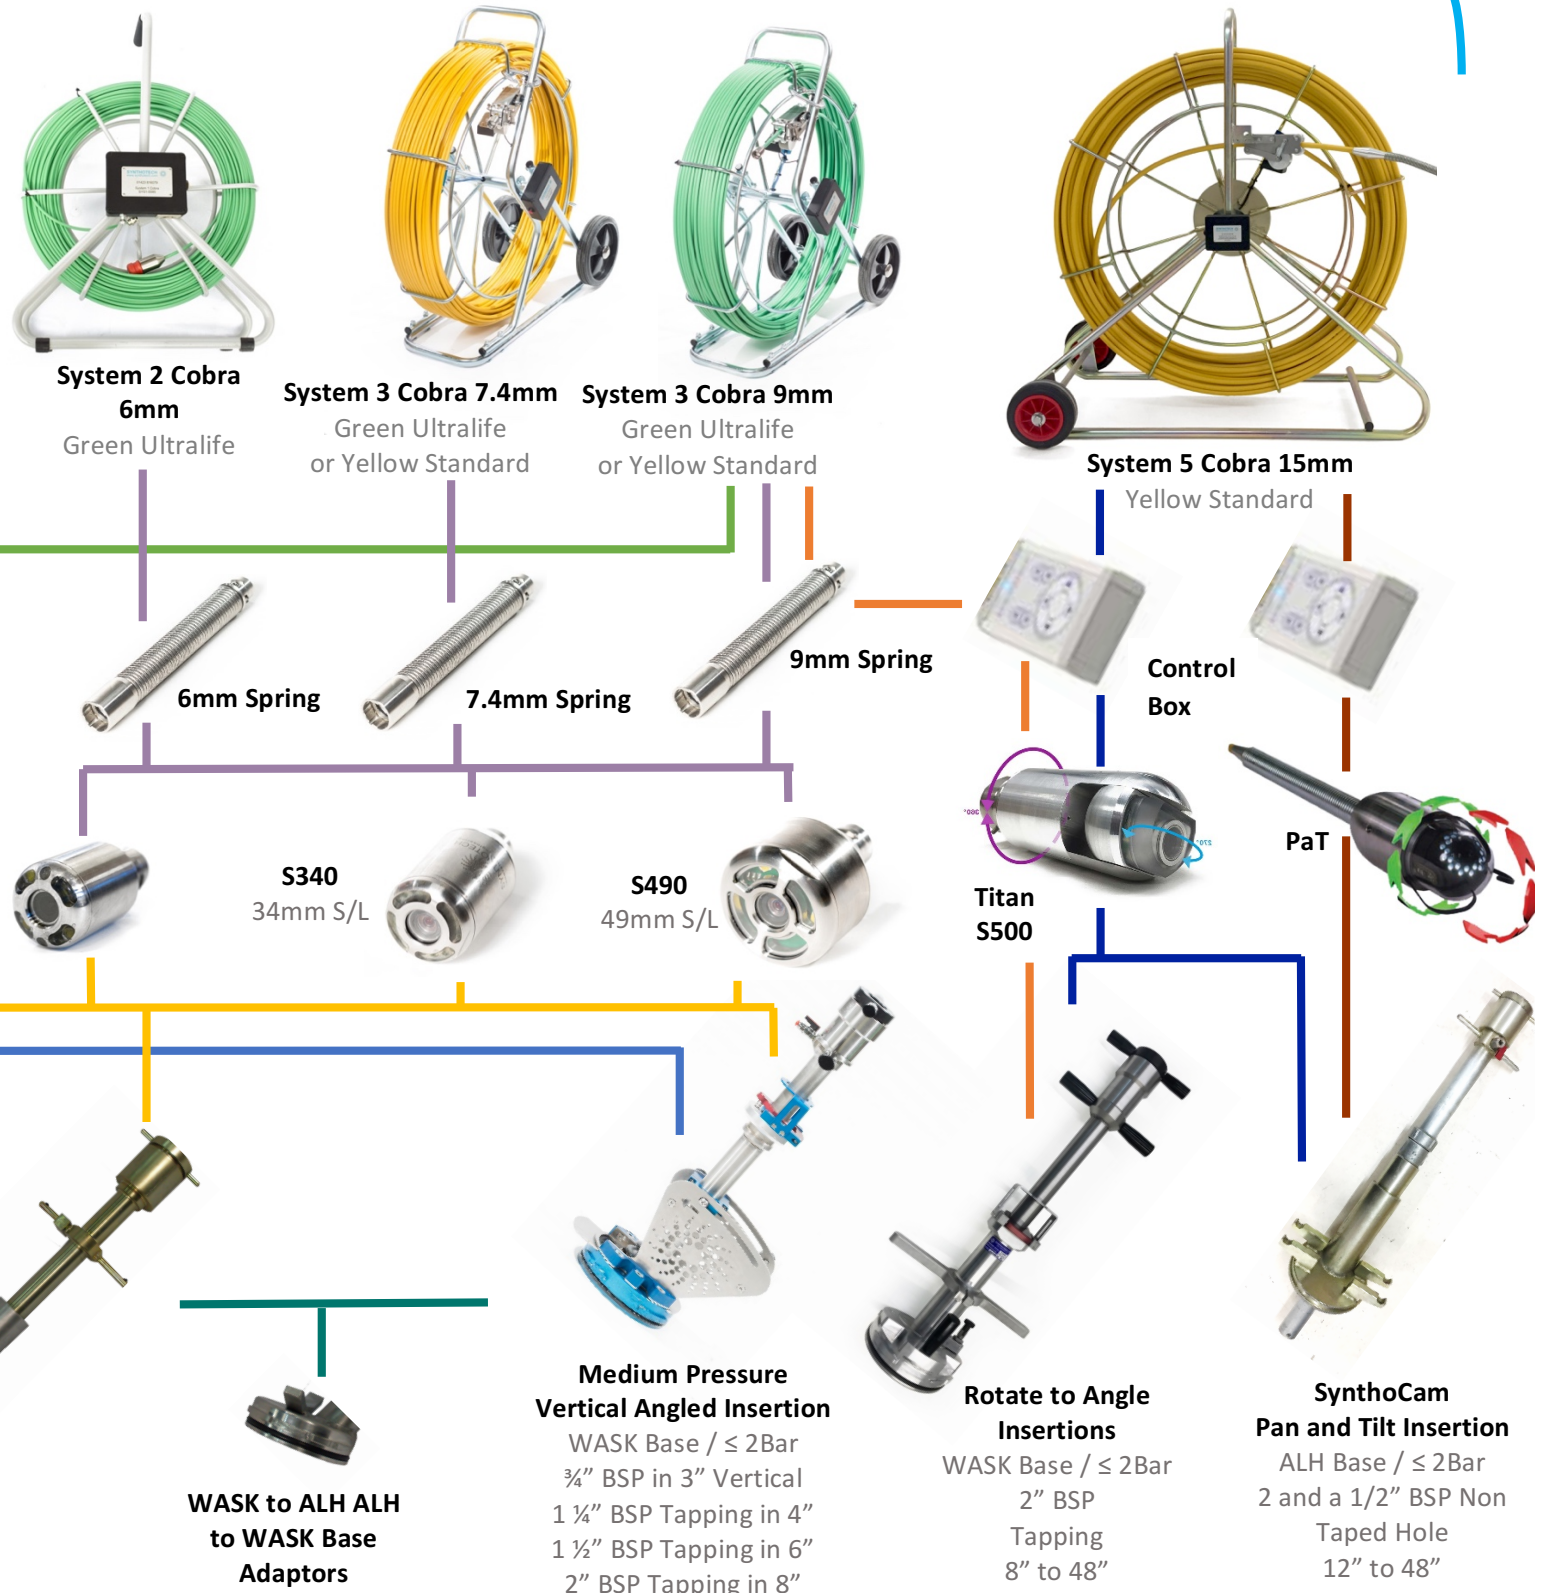 System 2 Cobra
6mm
Green Ultralife
System 3 Cobra 7.4mm
Green Ultralife
or Yellow Standard
System 3 Cobra 9mm
Green Ultralife
or Yellow Standard
System 5 Cobra 15mm
Yellow Standard
6mm Spring
7.4mm Spring
9mm Spring
Control
Box
S340
34mm S/L
S490
49mm S/L
360°
270°
Titan
S500
PaT
WASK to ALH ALH
to WASK Base
Adaptors
Medium Pressure
Vertical Angled Insertion
WASK Base / ≤ 2Bar
¾” BSP in 3” Vertical
1 ¼” BSP Tapping in 4”
1 ½” BSP Tapping in 6”
2” BSP Tapping in 8”
Rotate to Angle
Insertions
WASK Base / ≤ 2Bar
2” BSP
Tapping
8” to 48”
SynthoCam
Pan and Tilt Insertion
ALH Base / ≤ 2Bar
2 and a 1/2” BSP Non
Taped Hole
12” to 48”